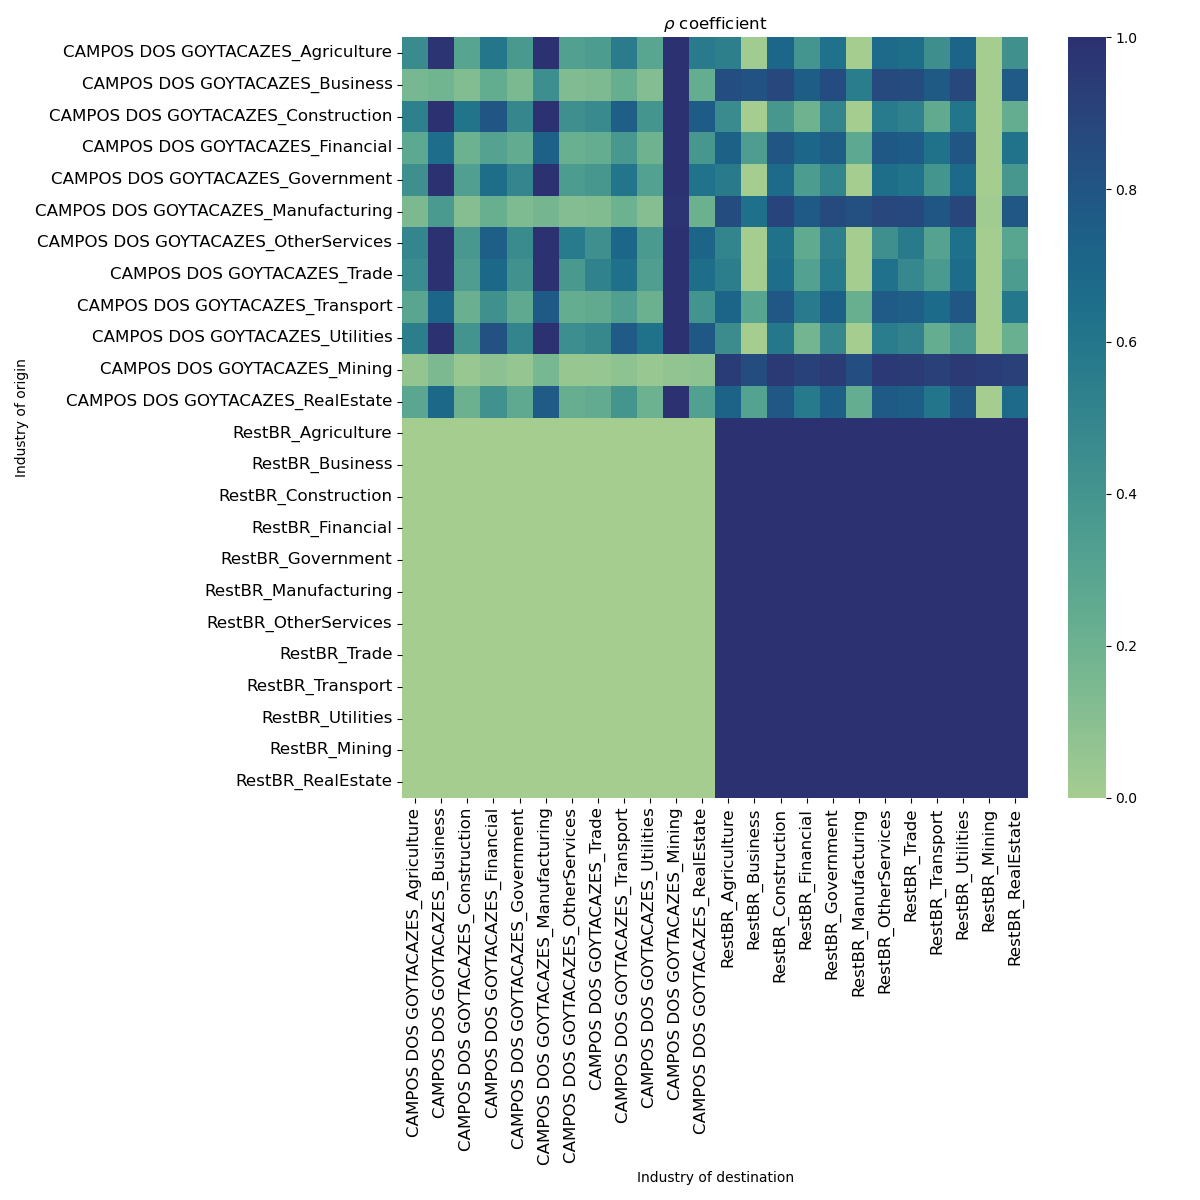 ρ coefficient
CAMPOS DOS GOYTACAZES_Agriculture
CAMPOS DOS GOYTACAZES_Business
CAMPOS DOS GOYTACAZES_Construction
CAMPOS DOS GOYTACAZES_Financial
CAMPOS DOS GOYTACAZES_Government
CAMPOS DOS GOYTACAZES_Manufacturing
CAMPOS DOS GOYTACAZES_OtherServices
CAMPOS DOS GOYTACAZES_Trade
CAMPOS DOS GOYTACAZES_Transport
CAMPOS DOS GOYTACAZES_Utilities
CAMPOS DOS GOYTACAZES_Mining
CAMPOS DOS GOYTACAZES_RealEstate
RestBR_Agriculture
RestBR_Business
RestBR_Construction
RestBR_Financial
RestBR_Government
RestBR_Manufacturing
RestBR_OtherServices
RestBR_Trade
RestBR_Transport
RestBR_Utilities
RestBR_Mining
RestBR_RealEstate
Industry of origin
CAMPOS DOS GOYTACAZES_Agriculture
CAMPOS DOS GOYTACAZES_Business
CAMPOS DOS GOYTACAZES_Construction
CAMPOS DOS GOYTACAZES_Financial
CAMPOS DOS GOYTACAZES_Government
CAMPOS DOS GOYTACAZES_Manufacturing
CAMPOS DOS GOYTACAZES_OtherServices
CAMPOS DOS GOYTACAZES_Trade
CAMPOS DOS GOYTACAZES_Transport
CAMPOS DOS GOYTACAZES_Utilities
CAMPOS DOS GOYTACAZES_Mining
CAMPOS DOS GOYTACAZES_RealEstate
RestBR_Agriculture
RestBR_Business
RestBR_Construction
RestBR_Financial
RestBR_Government
RestBR_Manufacturing
RestBR_OtherServices
RestBR_Trade
RestBR_Transport
RestBR_Utilities
RestBR_Mining
RestBR_RealEstate
Industry of destination
1.0
0.8
0.6
0.4
0.2
0.0